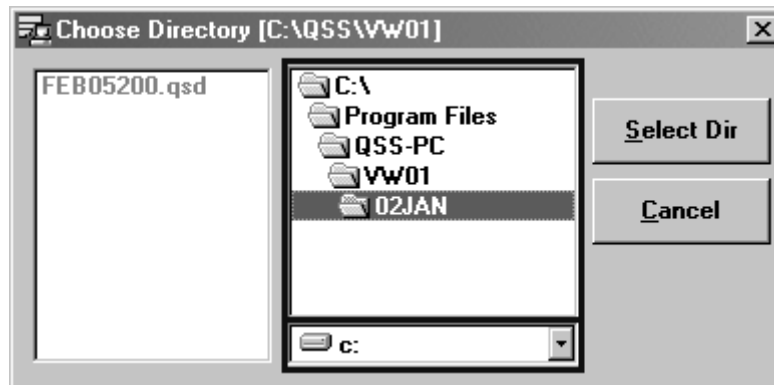 Choose Directory [C:\QSS\VW01]
FEB05200.qsd
C:\
Program Files
QSS-PC
VW01
02JAN
c:
Select Dir
Cancel